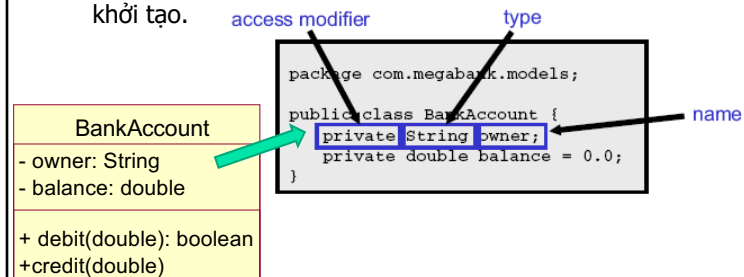 khởi tạo.
access modifier
type
package com.megabank.models;
public class BankAccount {
private String owner;
name
private double balance = 0.0;
}
BankAccount
- owner: String
- balance: double
+ debit(double): boolean
+credit(double)